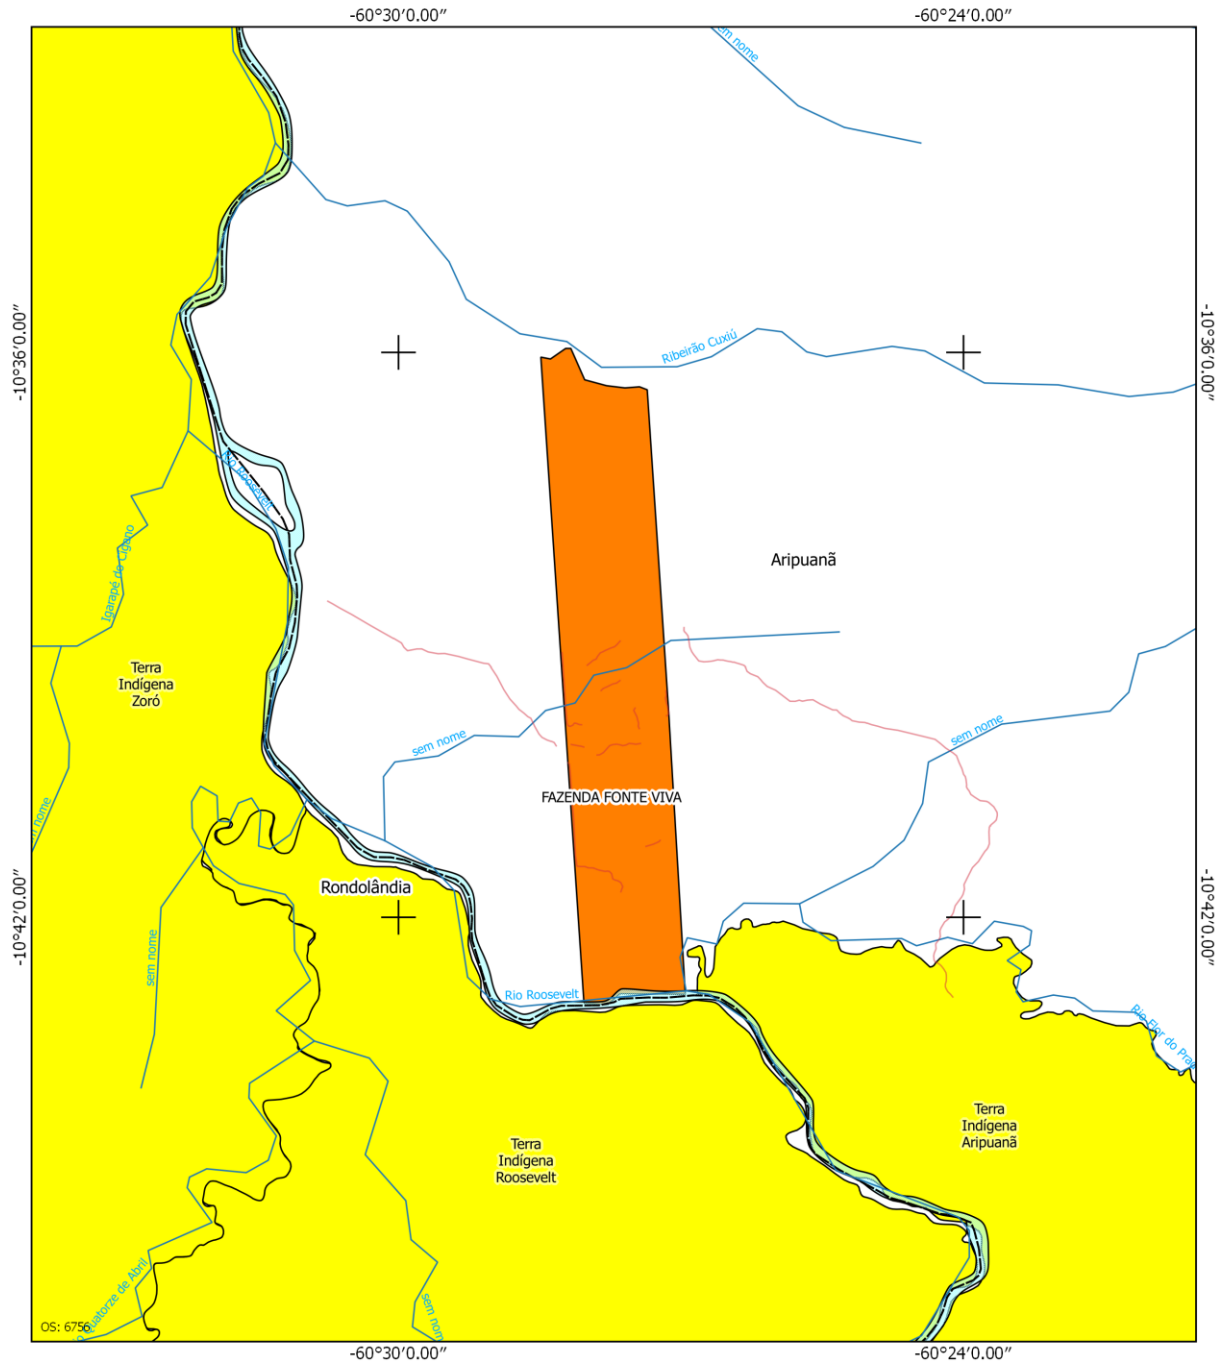 -60°30'0.00" -60°24'0.00"
sem nome
-10°36'0.00"
-10°36'0.00"
Ribeirão Cuxiú
Rio Roosevelt
Igarapé do Cigano
Aripuanã
Terra
Indígena
Zoró
sem nome
sem nome
nome
FAZENDA FONTE VIVA
Rondolândia
-10°42'0.00"
-10°42'0.00"
sem nome
Rio Roosevelt
Rio Flor do Prado
Terra
Indígena
Aripuanã
Terra
Indígena
Roosevelt
Quatorze de Abril
sem nome
OS: 6756
-60°30'0.00" -60°24'0.00"